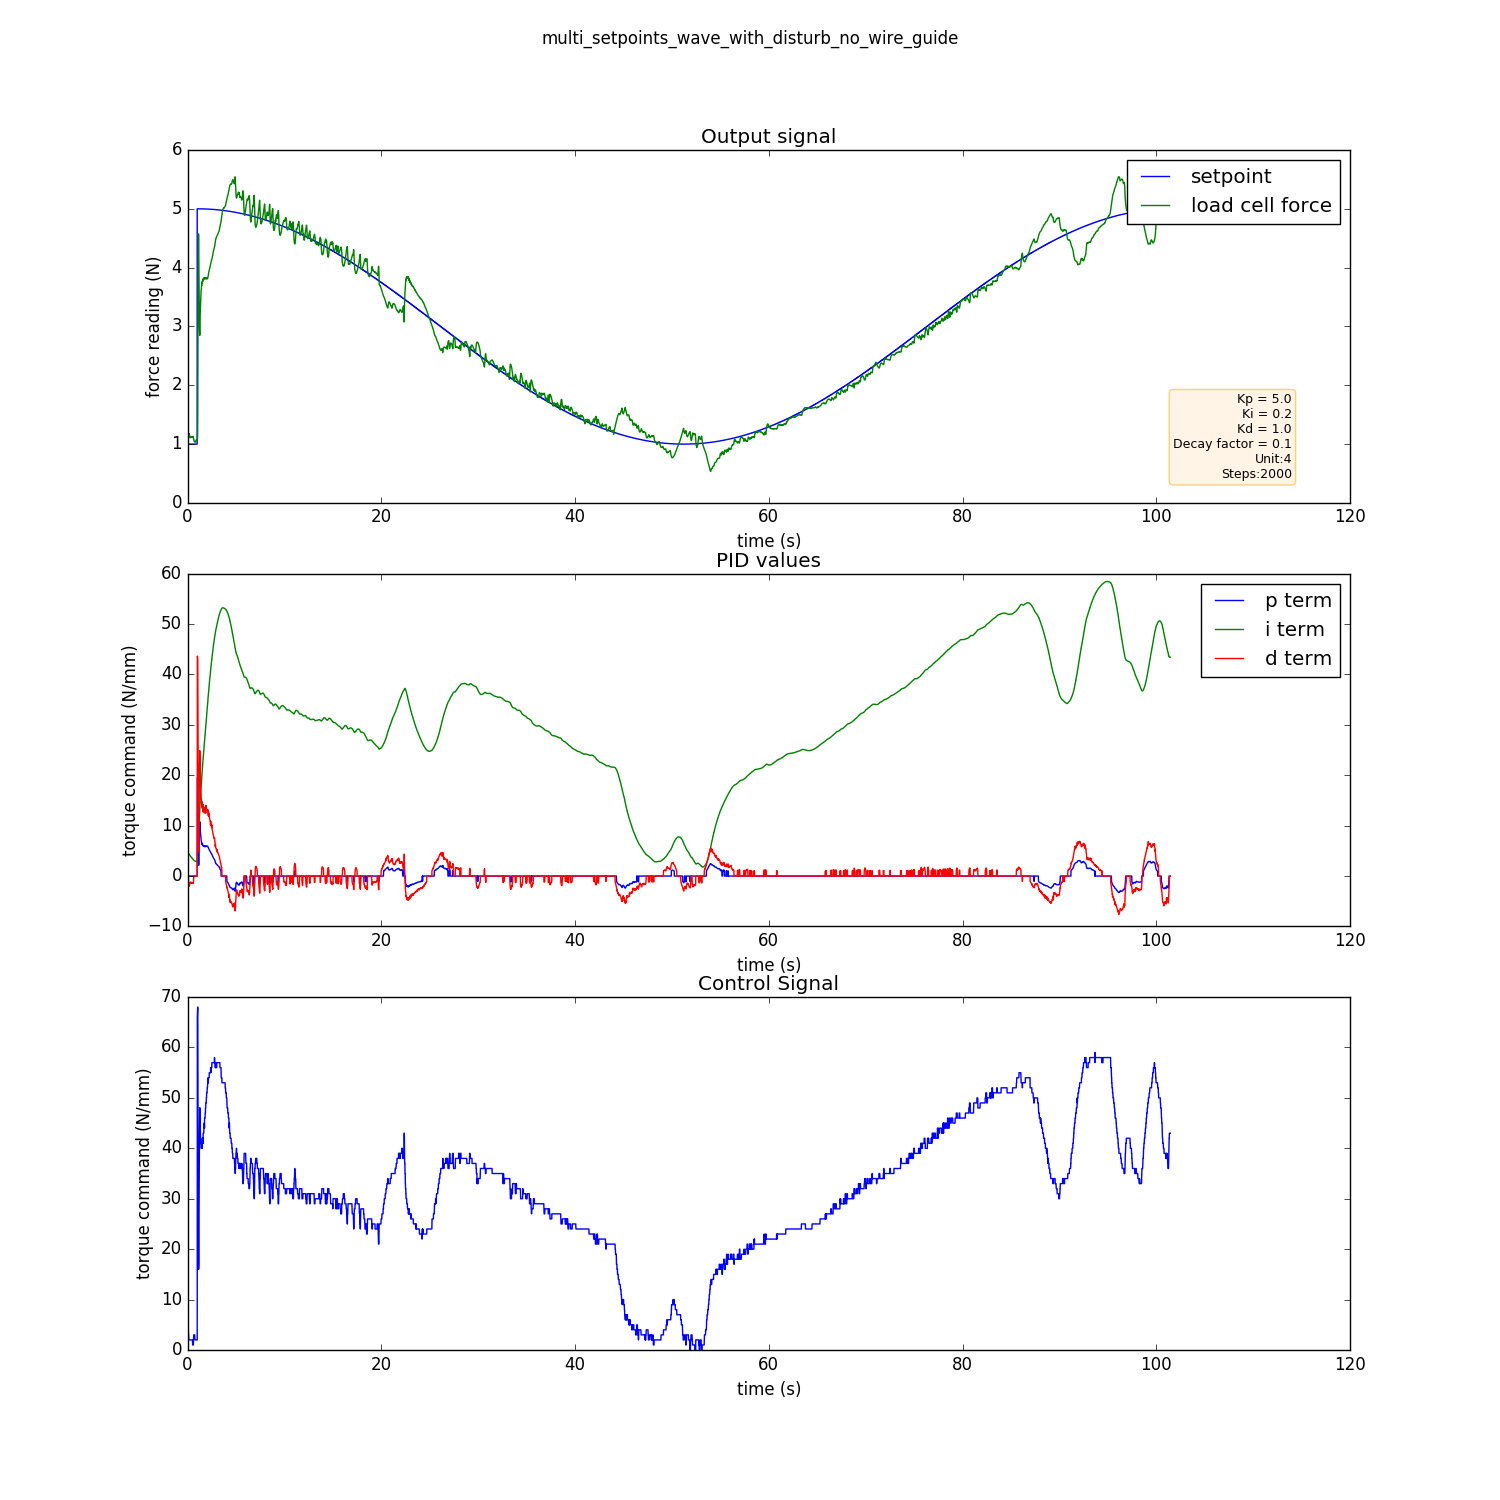 multi_setpoints_wave_with_disturb_no_wire_guide
Output signal
6
5
4
3
2
1
0
force reading (N)
setpoint
load cell force
Kp = 5.0
Ki = 0.2
Kd = 1.0
Decay factor = 0.1
Unit:4
Steps:2000
0 20 40 60 80 100 120
time (s)
PID values
60
50
40
30
20
10
0
−10
torque command (N/mm)
p term
i term
d term
0 20 40 60 80 100 120
time (s)
Control Signal
70
60
50
40
30
20
10
0
torque command (N/mm)
0 20 40 60 80 100 120
time (s)